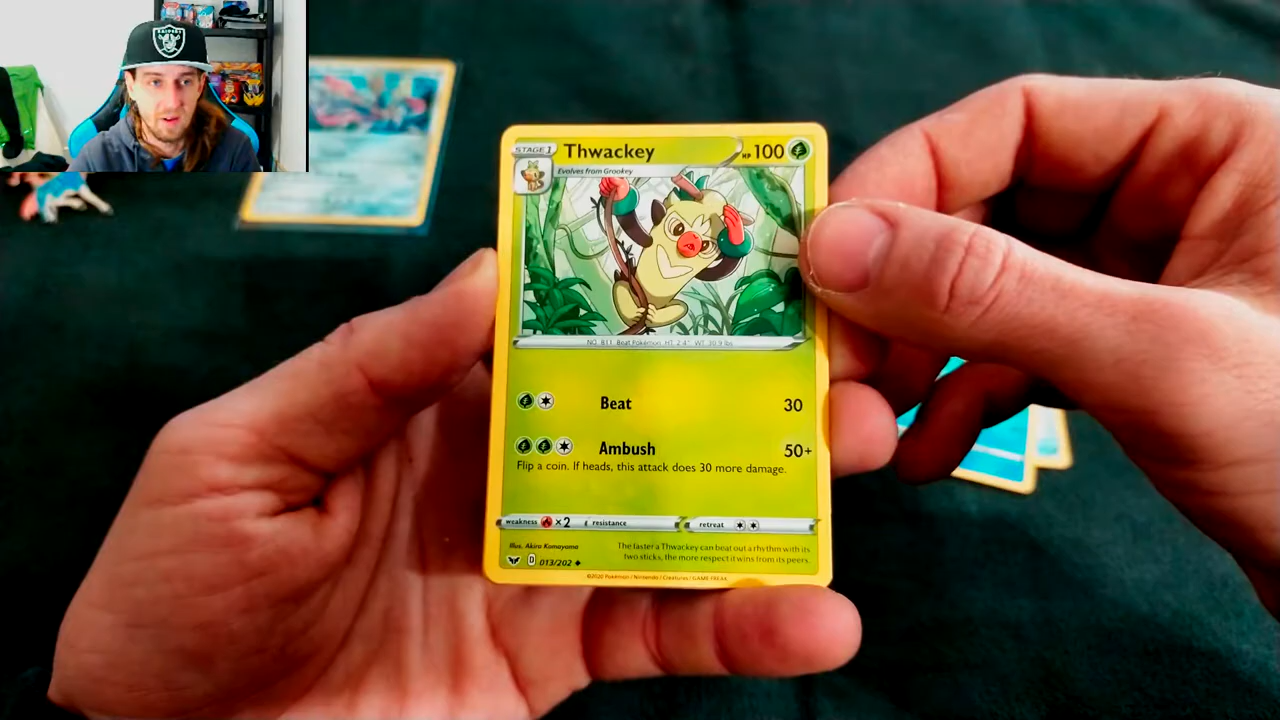 RAIDERS
STAGE 1
Thwackey
HP 100
Evolves from Grookey
NO. 811 Beat Pokémon HT: 2'4" WT: 30.9 lbs
Beat 30
Ambush 50+
Flip a coin. If heads, this attack does 30 more damage.
weakness ×2 resistance retreat
Illus. Akira Komayama
The faster a Thwackey can beat out a rhythm with its
two sticks, the more respect it wins from its peers.
D 013/202
©2020 Pokémon / Nintendo / Creatures / GAME FREAK